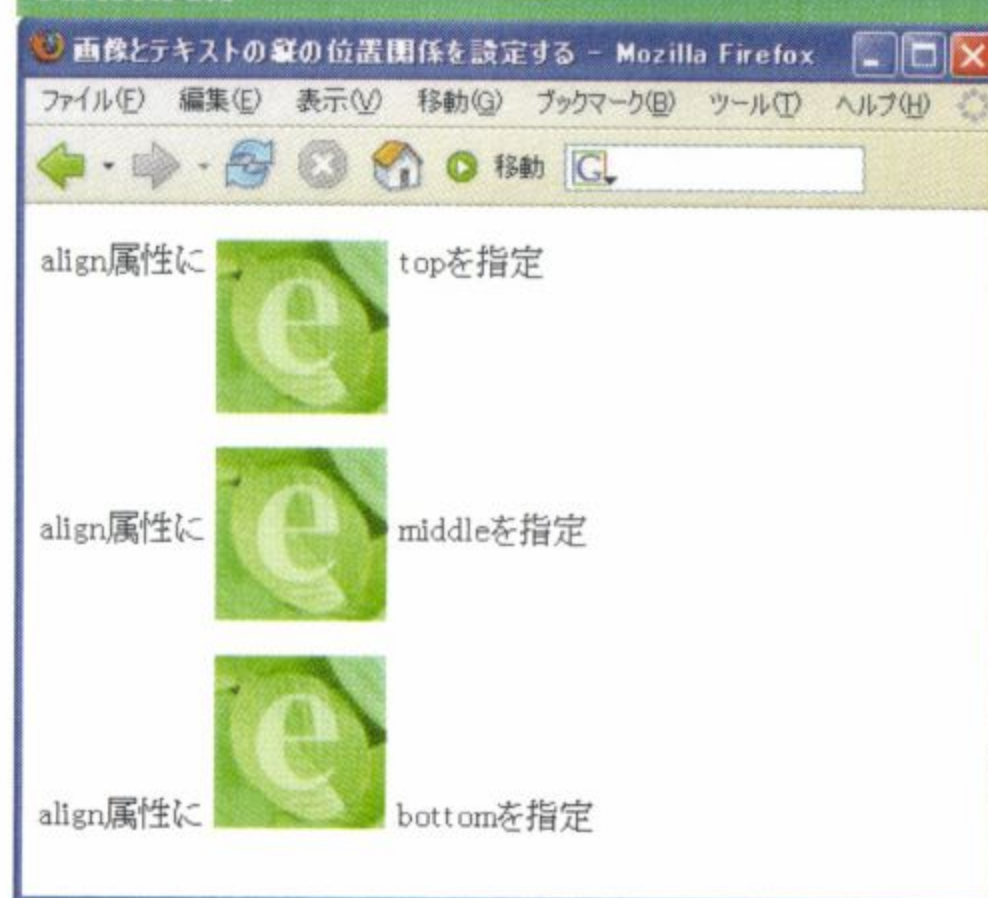 画像とテキストの縦の位置関係を設定する - Mozilla Firefox
ファイル(F) 編集(E) 表示(V) 移動(G) ブックマーク(B) ツール(T) ヘルプ(H)
移動 G
align属性に e topを指定
align属性に e middleを指定
align属性に e bottomを指定